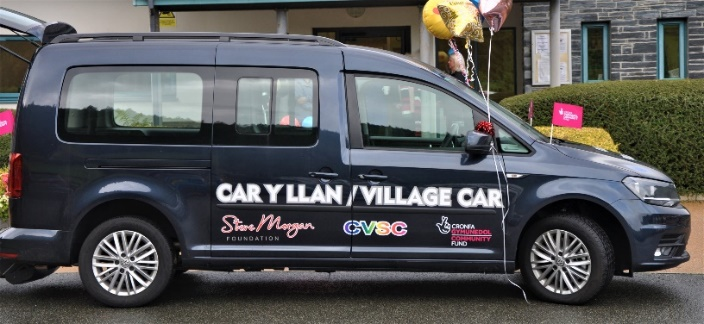 CAR Y LLAN / VILLAGE CAR
Steve Morgan
FOUNDATION
CVSC
CRONFA
GYMUNEDOL
COMMUNITY
FUND